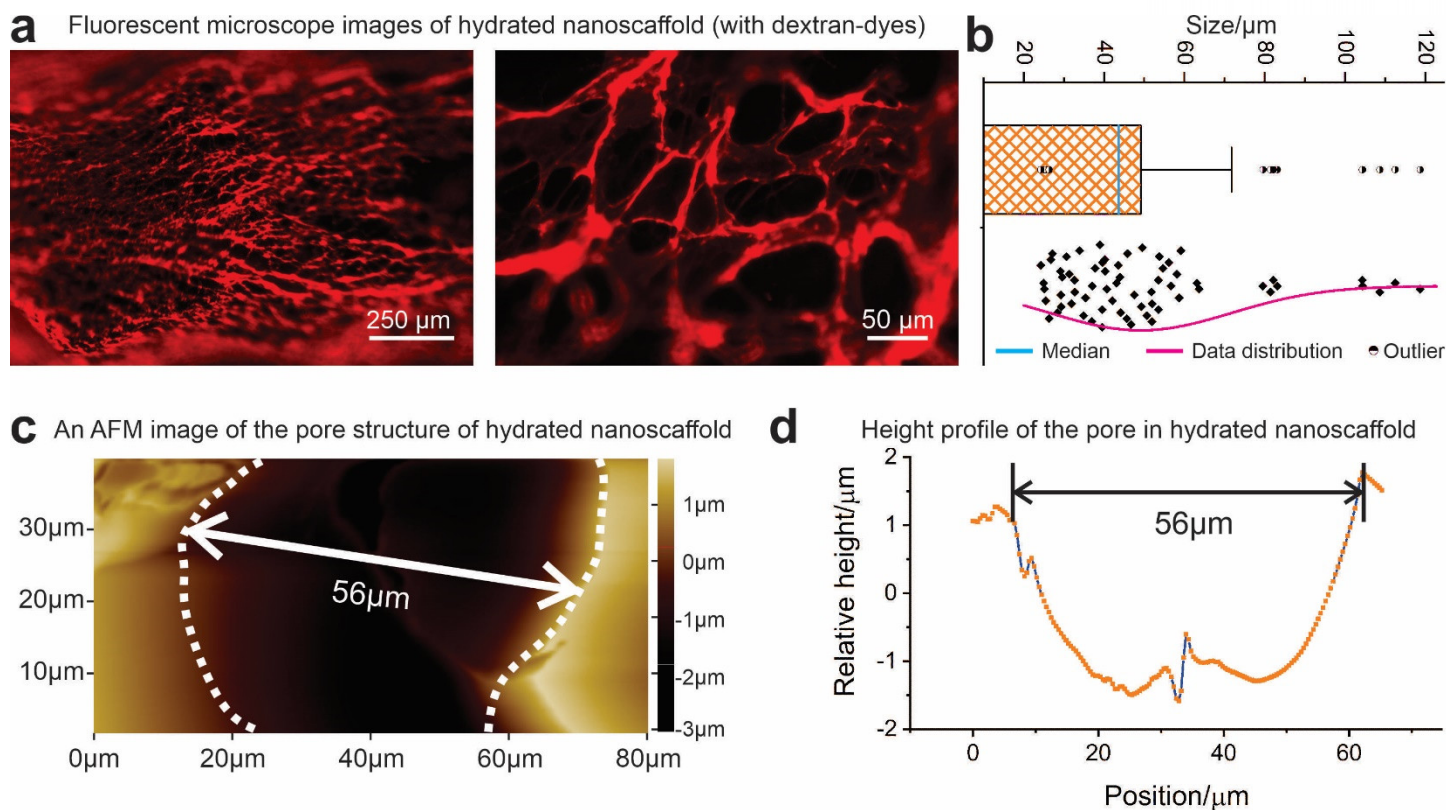 a Fluorescent microscope images of hydrated nanoscaffold (with dextran-dyes)
250 µm
50 µm
b
Size/µm
20 40 60 80 100 120
Median Data distribution Outlier
c An AFM image of the pore structure of hydrated nanoscaffold
30µm
20µm
10µm
56µm
1µm
0µm
-1µm
-2µm
-3µm
0µm 20µm 40µm 60µm 80µm
d Height profile of the pore in hydrated nanoscaffold
Relative height/µm
2
1
0
-1
-2
56µm
0 20 40 60
Position/µm